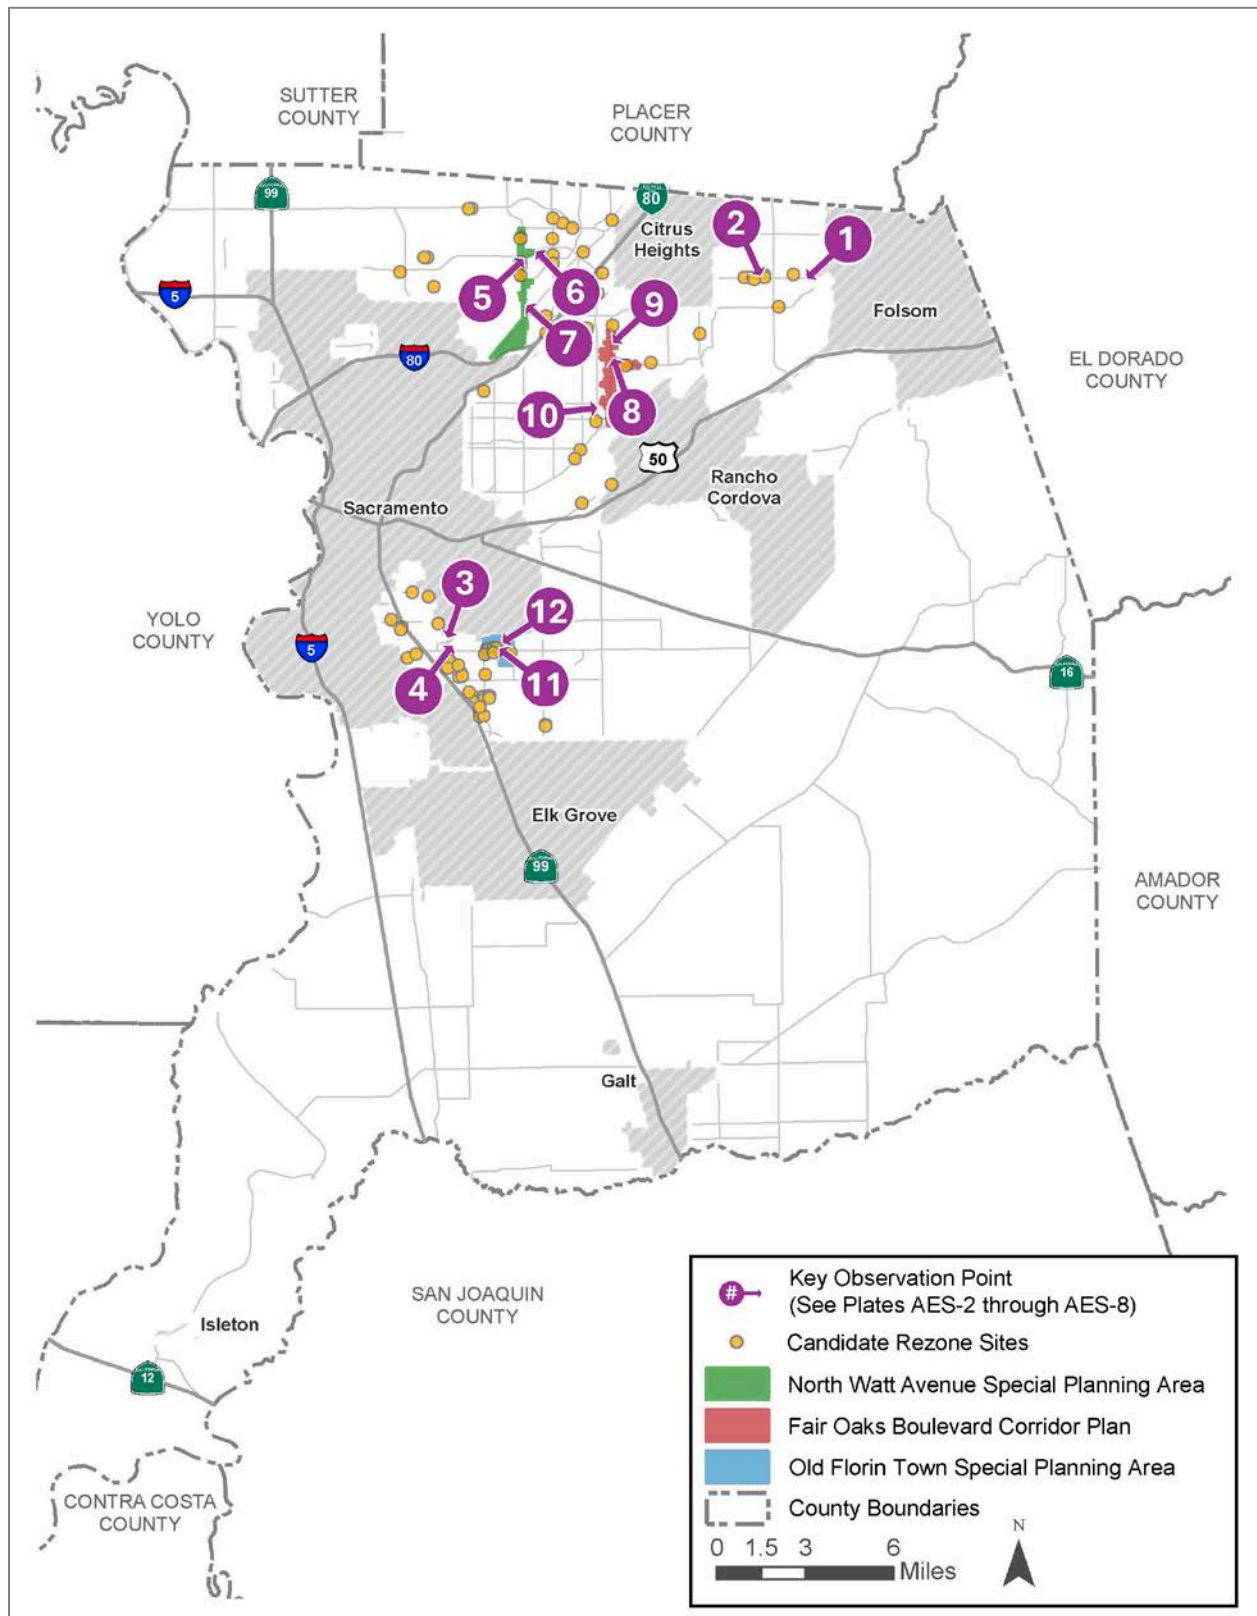 SUTTER
COUNTY
PLACER
COUNTY
99
80
Citrus
Heights
2
1
5
6
9
5
Folsom
7
80
EL DORADO
COUNTY
10
8
50
Rancho
Cordova
Sacramento
3
12
YOLO
COUNTY
5
4
11
16
Elk Grove
99
AMADOR
COUNTY
Galt
SAN JOAQUIN
COUNTY
Isleton
12
CONTRA COSTA
COUNTY
# Key Observation Point
(See Plates AES-2 through AES-8)
Candidate Rezone Sites
North Watt Avenue Special Planning Area
Fair Oaks Boulevard Corridor Plan
Old Florin Town Special Planning Area
County Boundaries
N
0 1.5 3 6
Miles